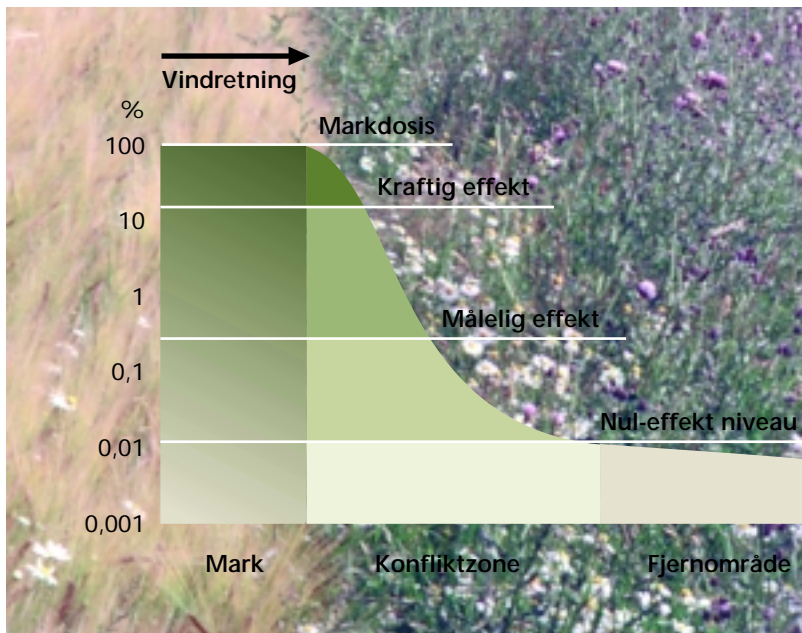 Vindretning
%
Markdosis
100
Kraftig effekt
10
1
Målelig effekt
0,1
Nul-effekt niveau
0,01
0,001
Mark Konfliktzone Fjernområde